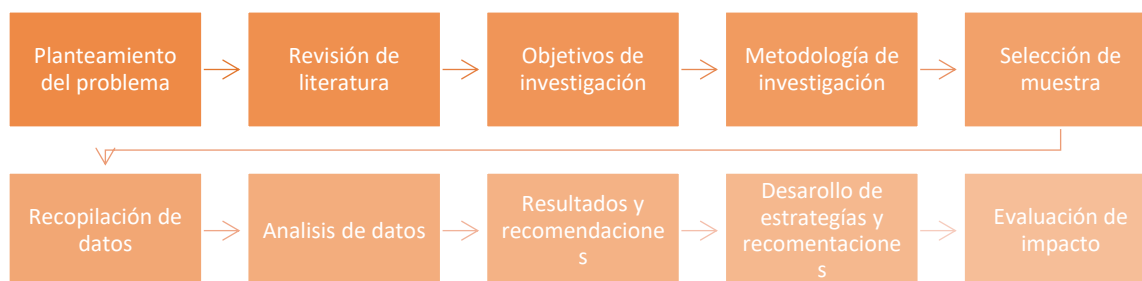 Planteamiento
del problema
Revisión de
literatura
Objetivos de
investigación
Metodología de
investigación
Selección de
muestra
Recopilación de
datos
Analisis de datos
Resultados y
recomendacione
s
Desarollo de
estrategías y
recomentacione
s
Evaluación de
impacto